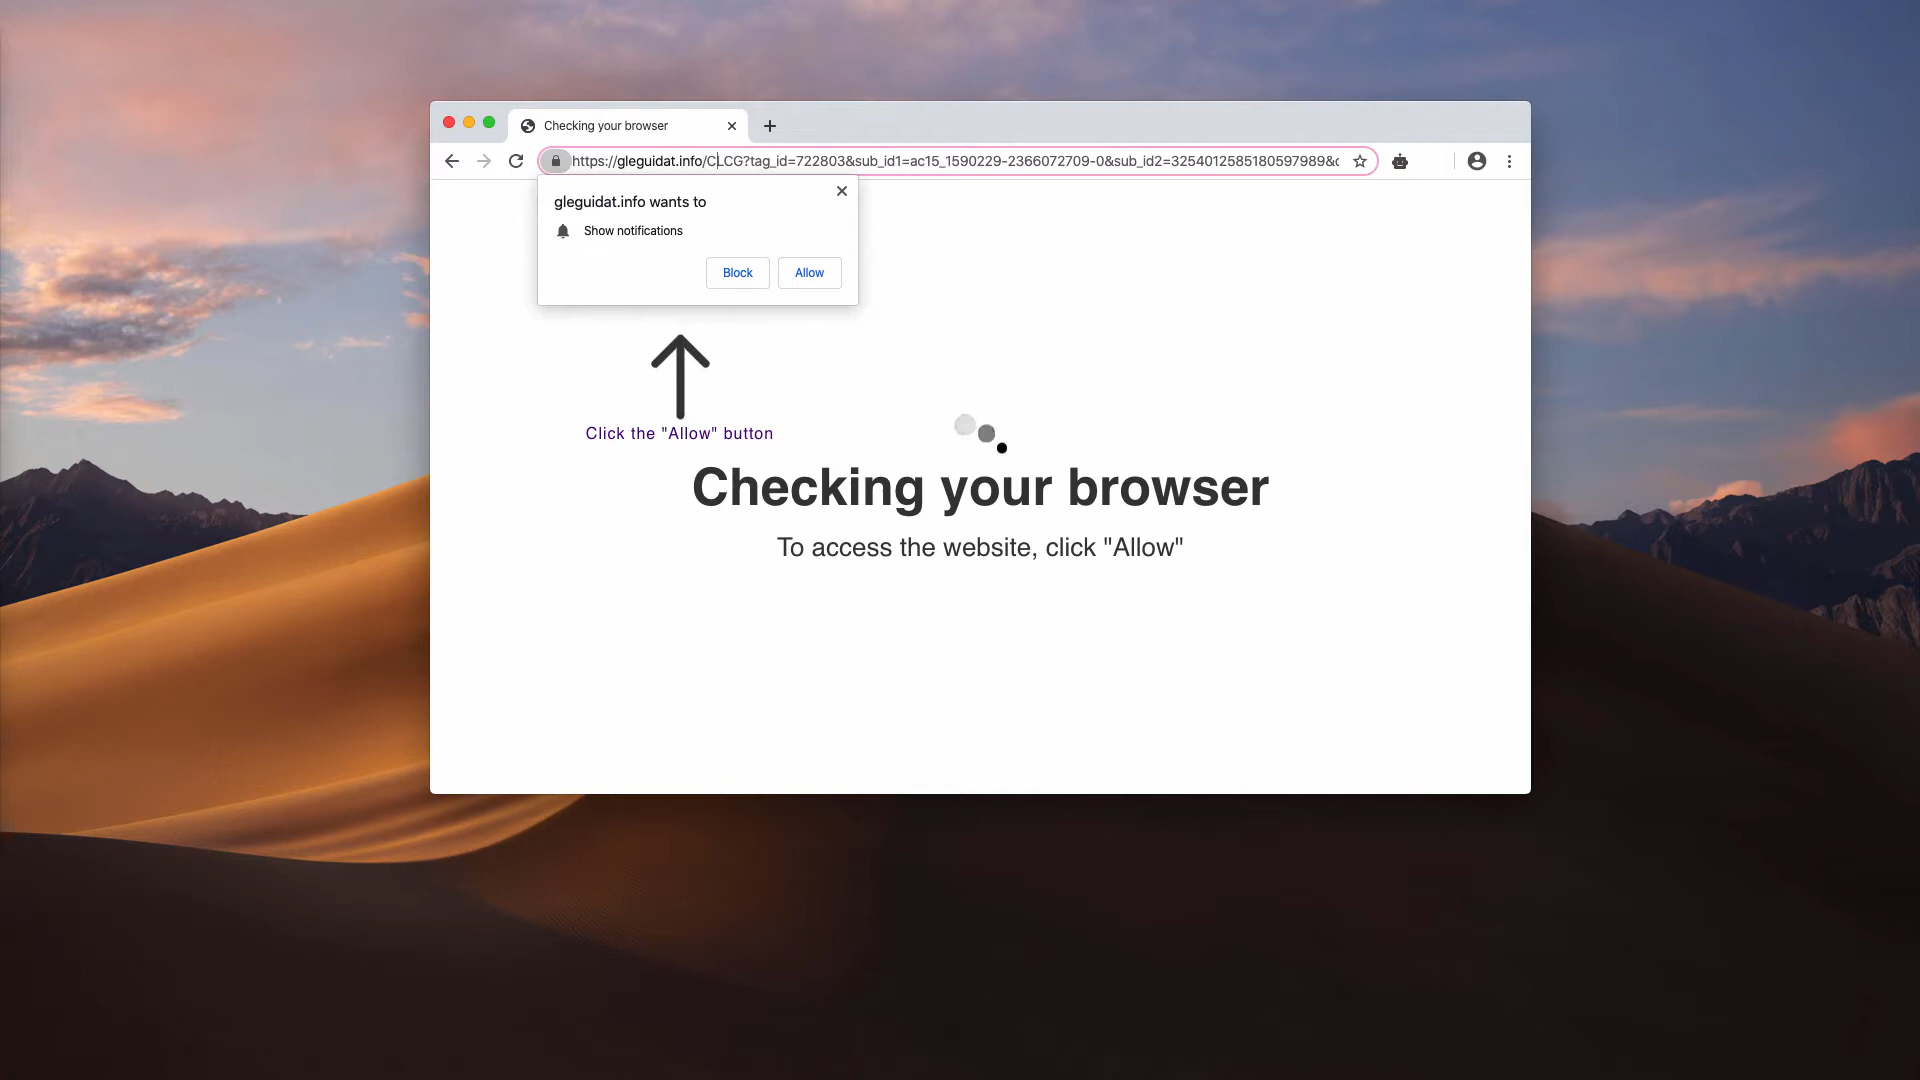 Checking your browser
https://gleguidat.info/CLCG?tag_id=722803&sub_id1=ac15_1590229-2366072709-0&sub_id2=3254012585180597989&c
gleguidat.info wants to
Show notifications
Block
Allow
Click the "Allow" button
Checking your browser
To access the website, click "Allow"